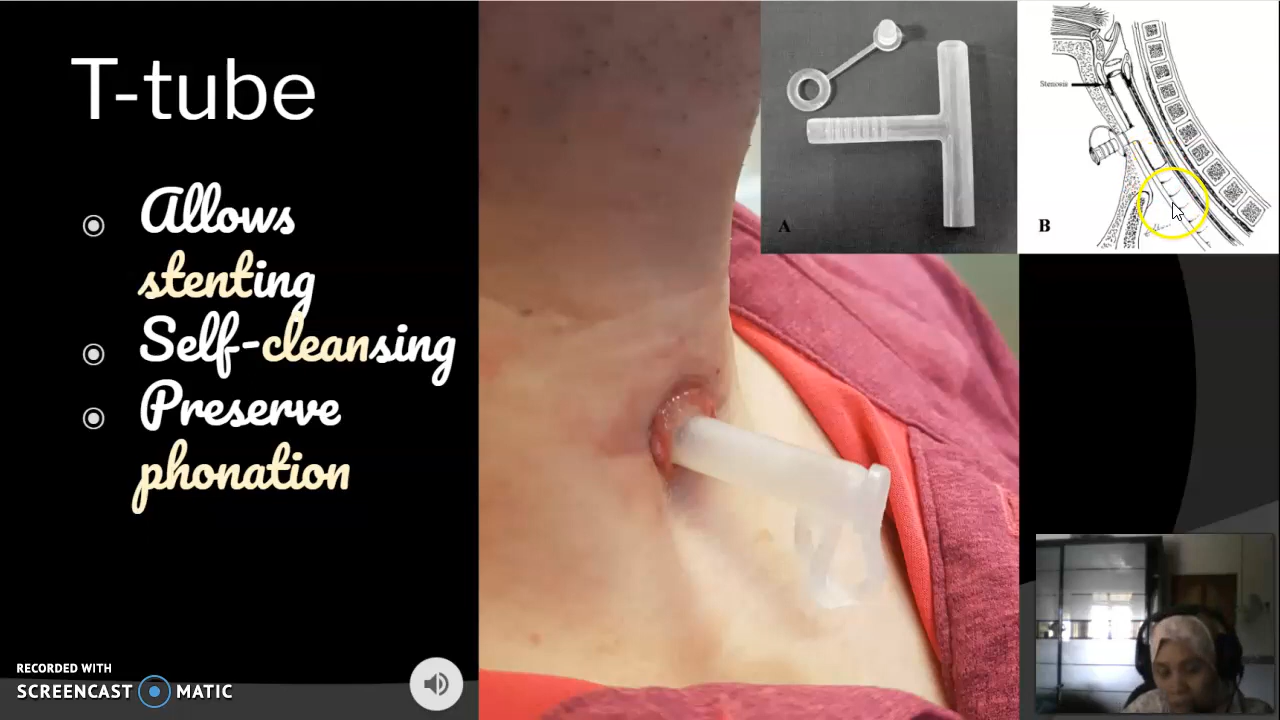 T-tube
Allows
stenting
Self-cleansing
Preserve
phonation
A
Stenosis
B
RECORDED WITH
SCREENCAST MATIC